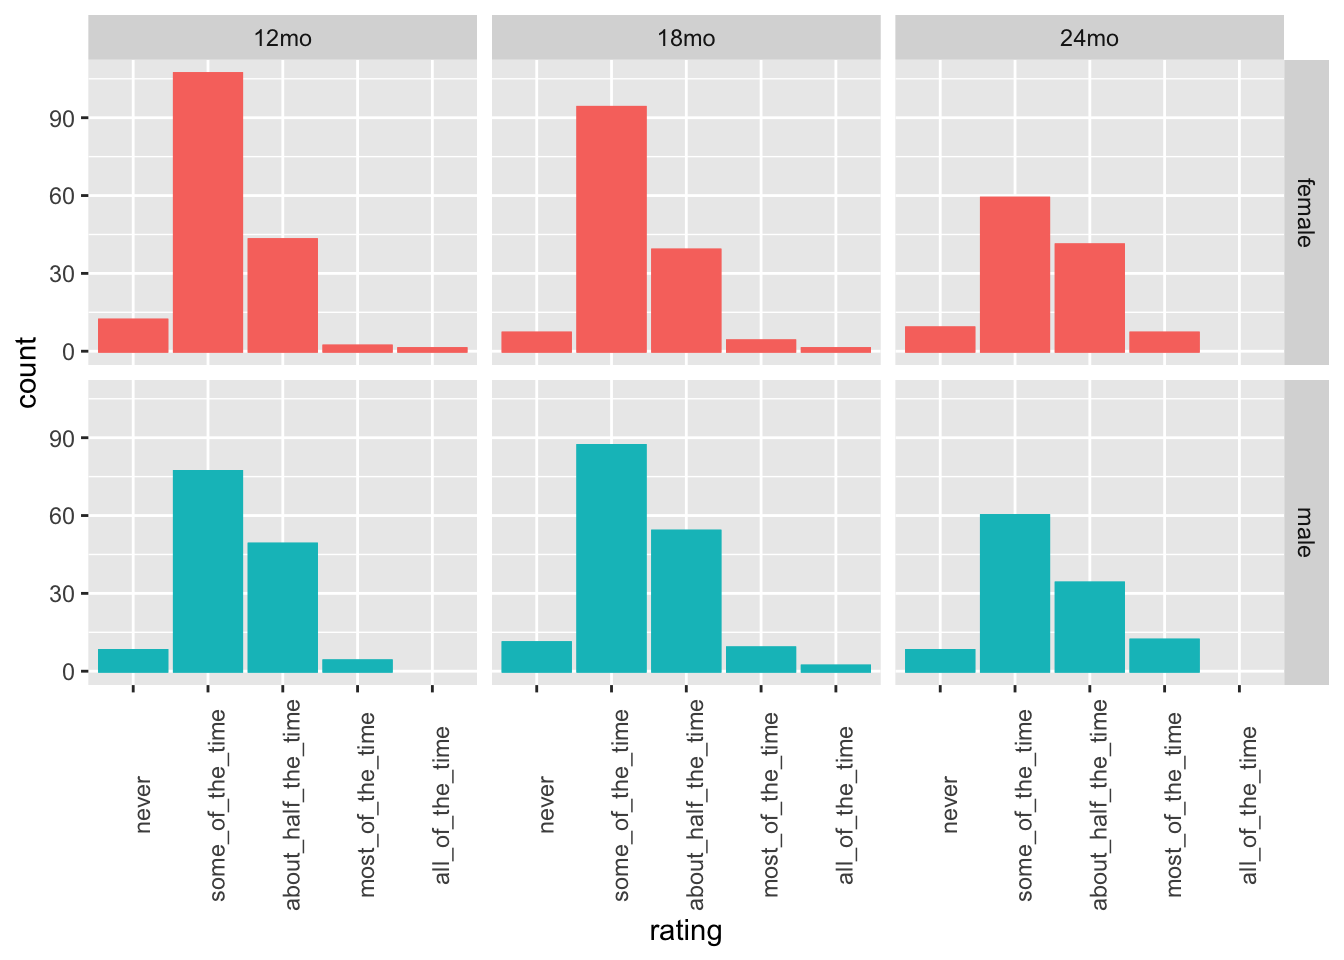 12mo 18mo 24mo
90
60
30
0
female
count
90
60
30
0
male
never some_of_the_time about_half_the_time most_of_the_time all_of_the_time never some_of_the_time about_half_the_time most_of_the_time all_of_the_time never some_of_the_time about_half_the_time most_of_the_time all_of_the_time
rating